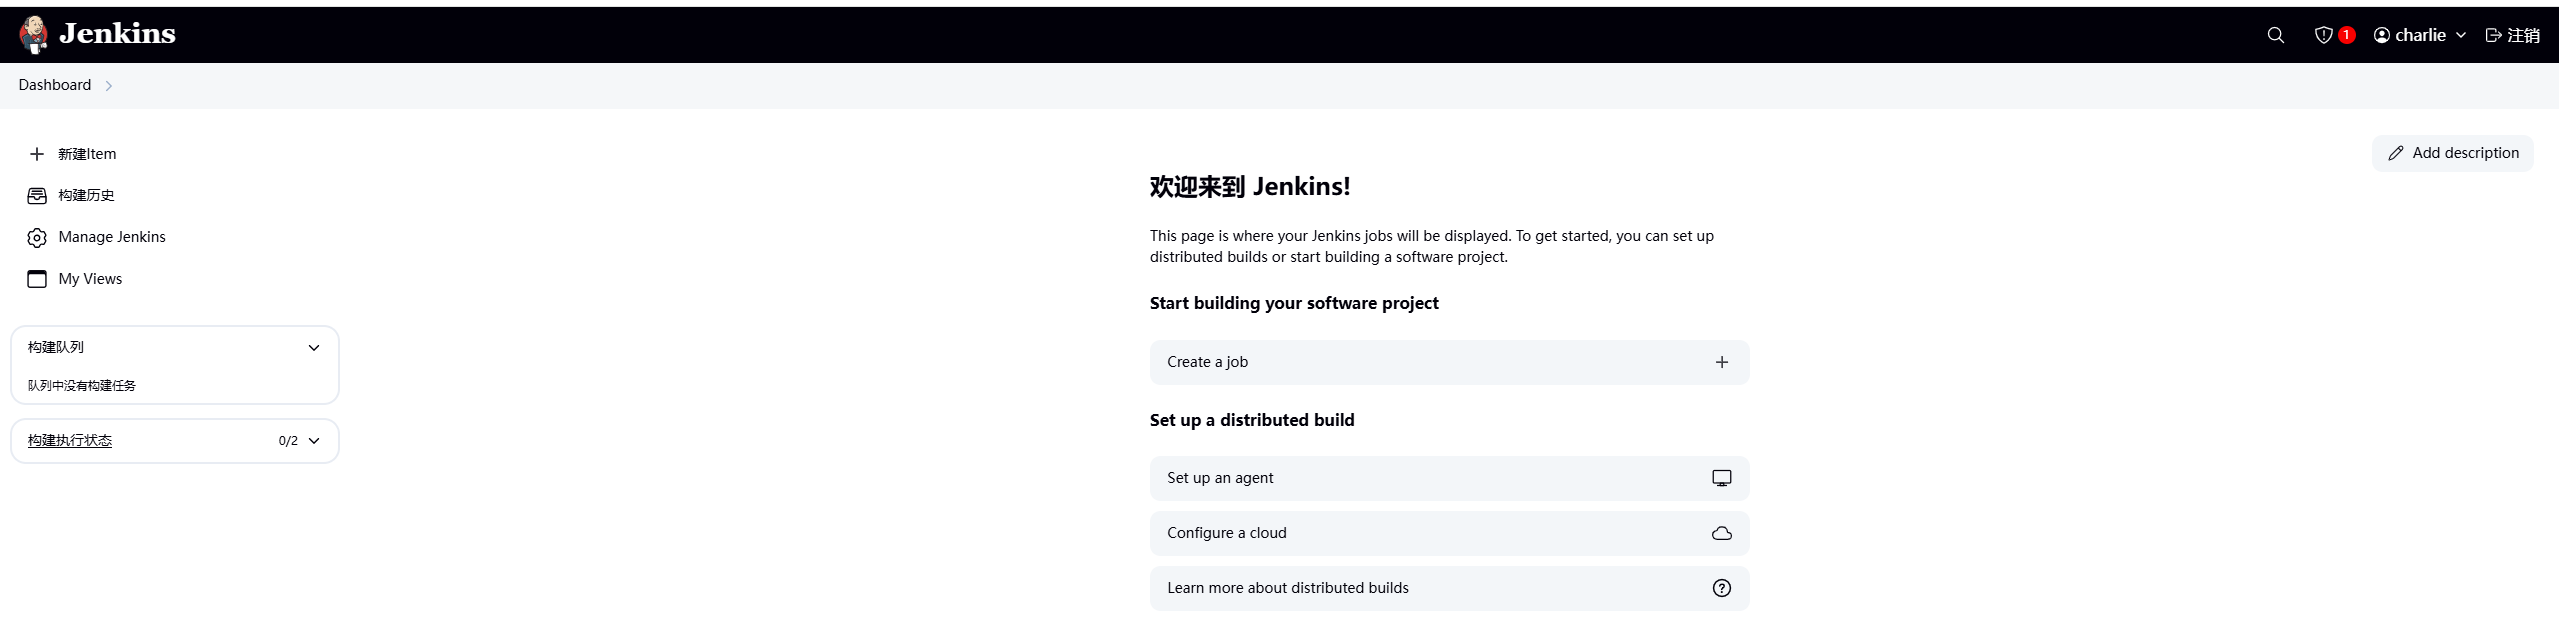 Jenkins
1
charlie
注销
Dashboard
新建Item
构建历史
Manage Jenkins
My Views
构建队列
队列中没有构建任务
构建执行状态
0/2
Add description
欢迎来到 Jenkins!
This page is where your Jenkins jobs will be displayed. To get started, you can set up
distributed builds or start building a software project.
Start building your software project
Create a job
Set up a distributed build
Set up an agent
Configure a cloud
Learn more about distributed builds